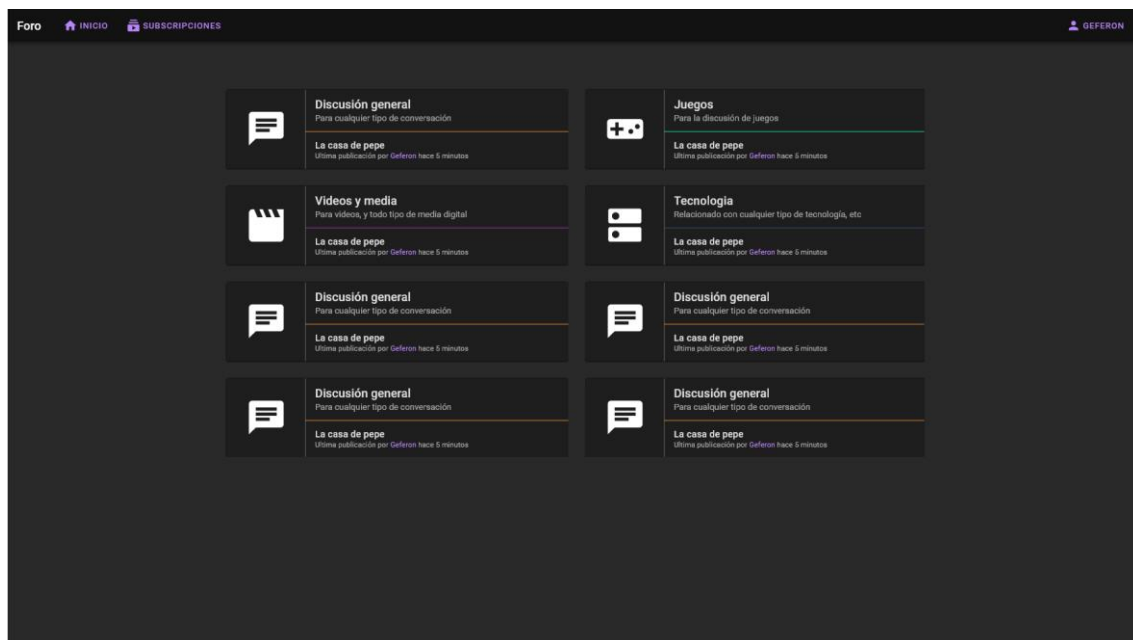 Foro INICIO SUBSCRIPCIONES GEFERON
Discusión general
Para cualquier tipo de conversación
La casa de pepe
Ultima publicación por Geferon hace 5 minutos
Juegos
Para la discusión de juegos
La casa de pepe
Ultima publicación por Geferon hace 5 minutos
Videos y media
Para videos, y todo tipo de media digital
La casa de pepe
Ultima publicación por Geferon hace 5 minutos
Tecnologia
Relacionado con cualquier tipo de tecnología, etc
La casa de pepe
Ultima publicación por Geferon hace 5 minutos
Discusión general
Para cualquier tipo de conversación
La casa de pepe
Ultima publicación por Geferon hace 5 minutos
Discusión general
Para cualquier tipo de conversación
La casa de pepe
Ultima publicación por Geferon hace 5 minutos
Discusión general
Para cualquier tipo de conversación
La casa de pepe
Ultima publicación por Geferon hace 5 minutos
Discusión general
Para cualquier tipo de conversación
La casa de pepe
Ultima publicación por Geferon hace 5 minutos